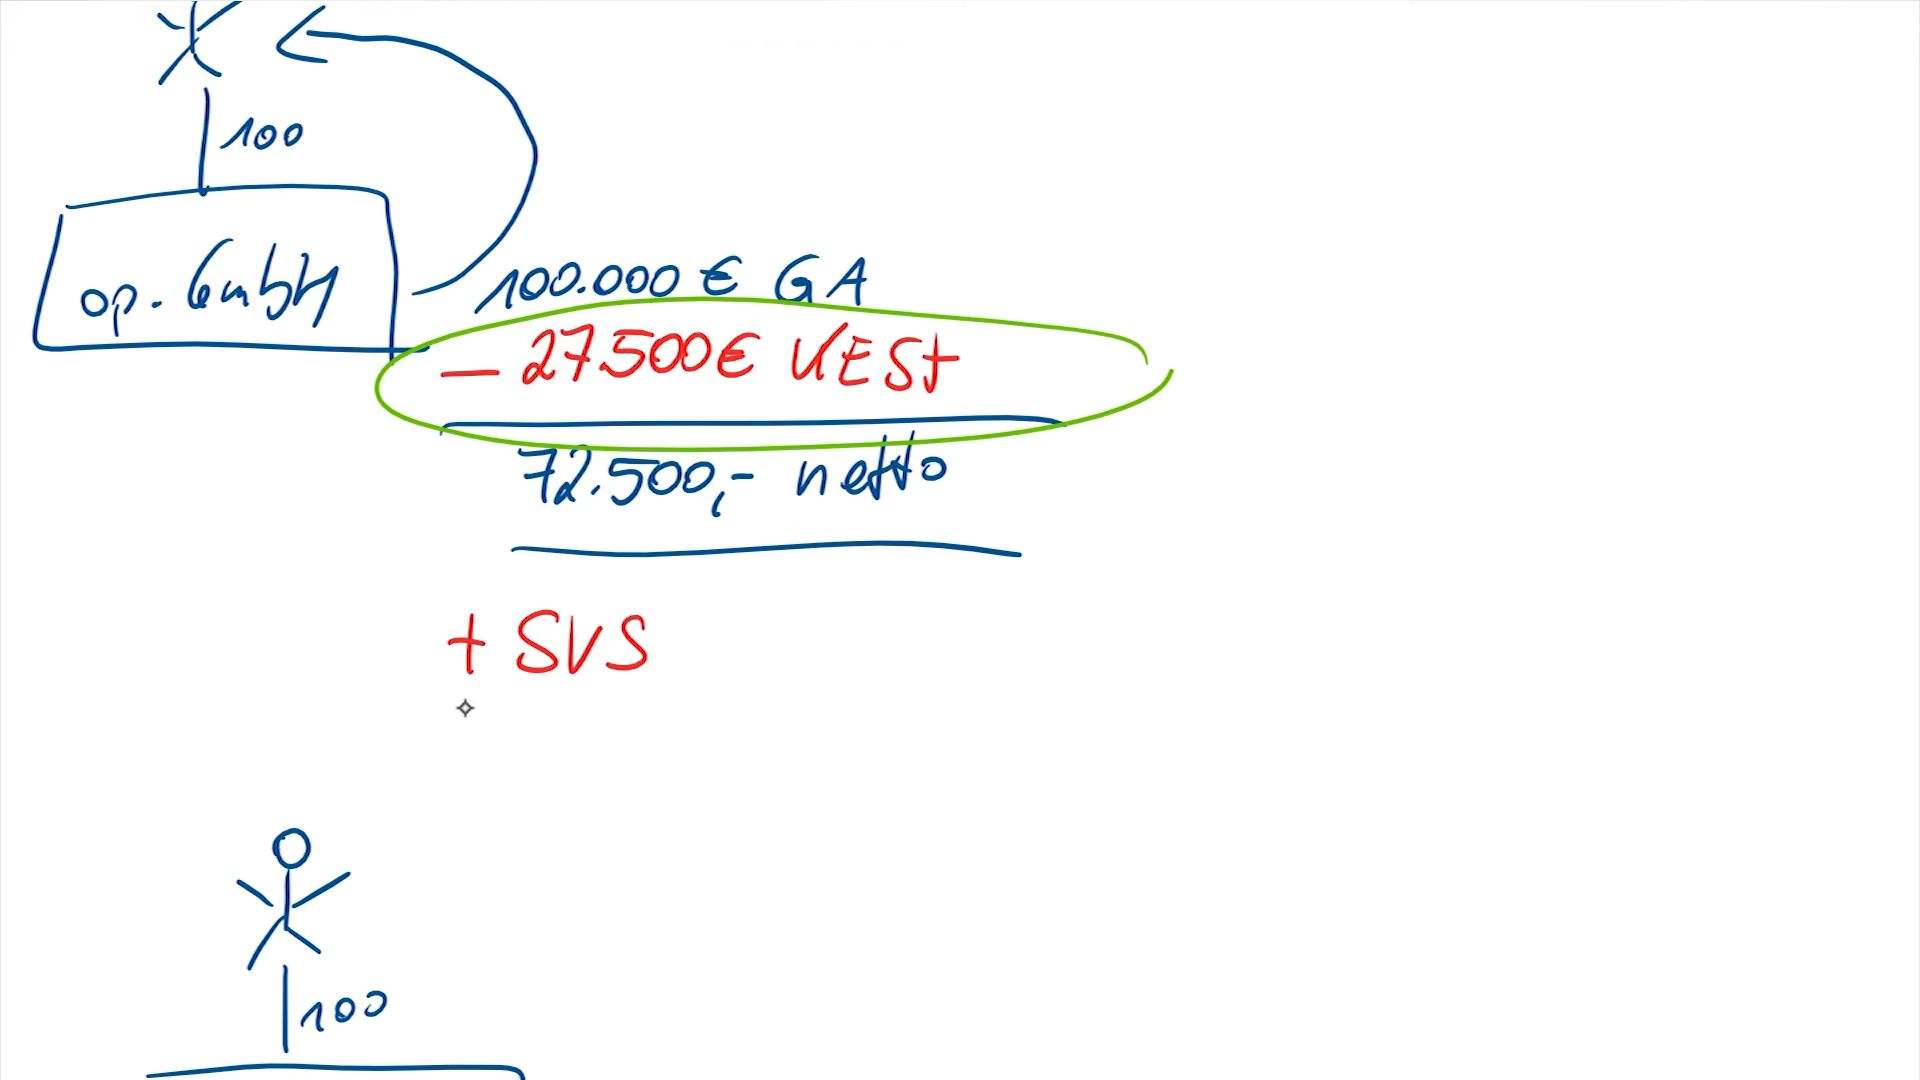 100
op. GmbH
100.000 € GA
- 27.500€ KESt
72.500,- netto
+ SVS
100